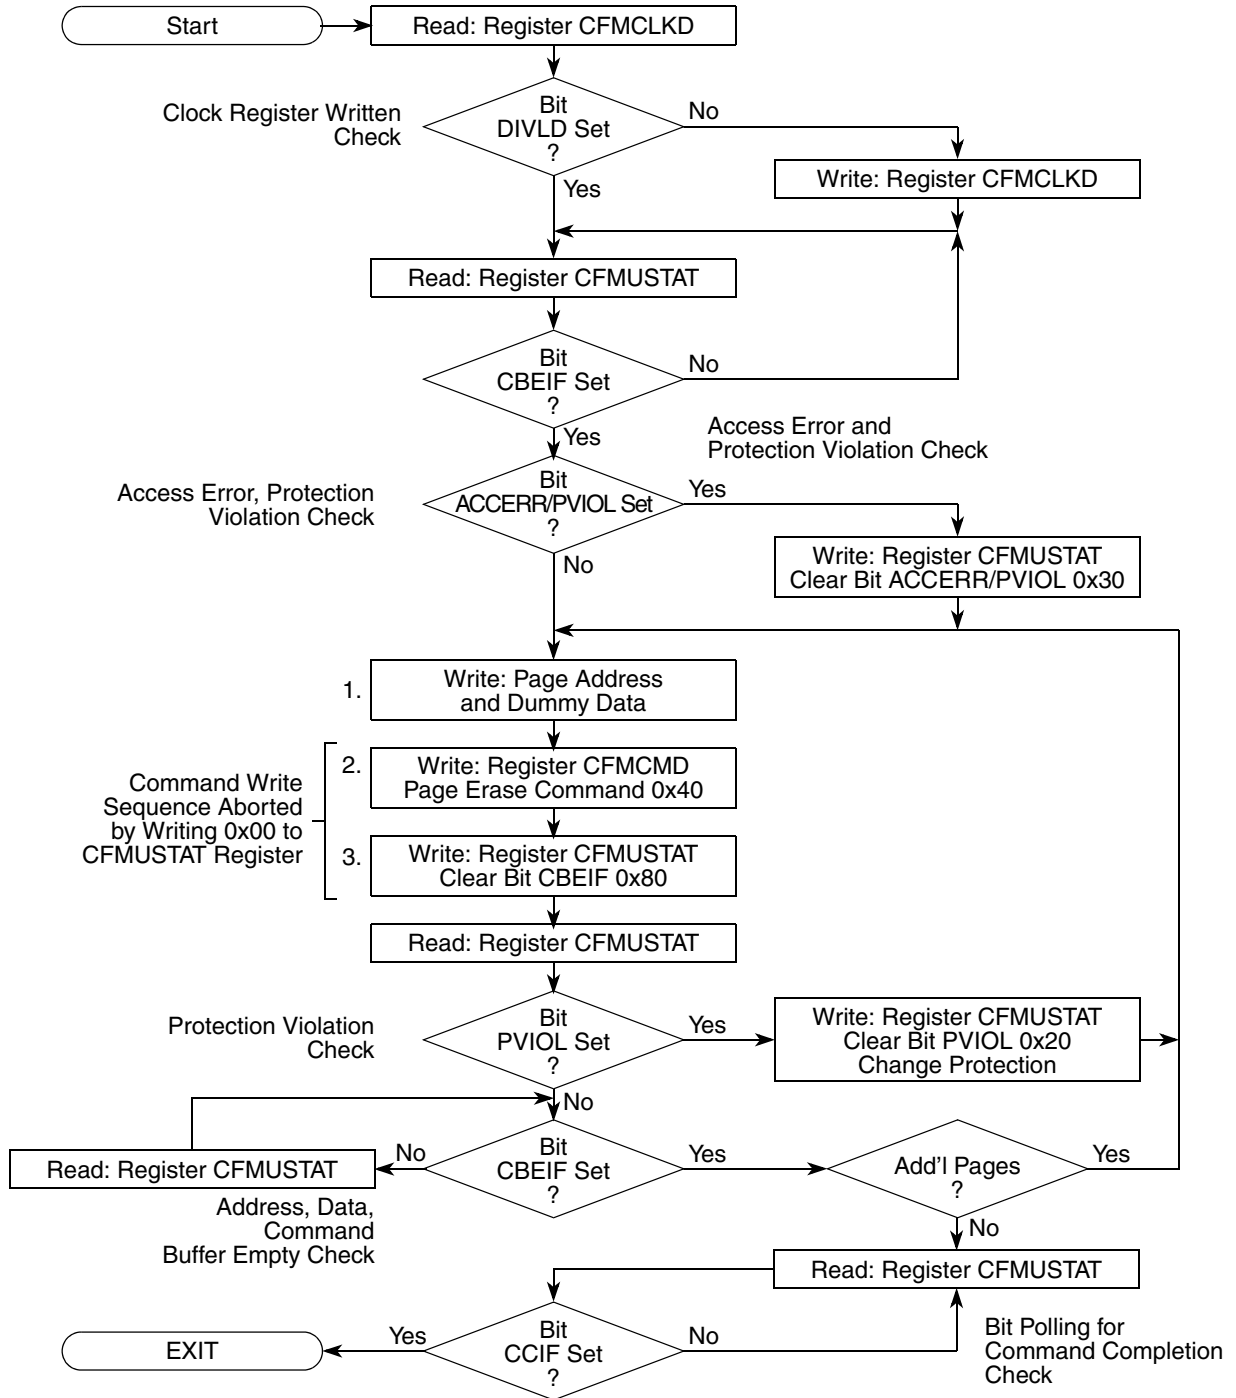 Start
Read: Register CFMCLKD
Clock Register Written
Check
Bit
DIVLD Set
?
No
Write: Register CFMCLKD
Yes
Read: Register CFMUSTAT
Bit
CBEIF Set
?
No
Yes
Access Error and
Protection Violation Check
Access Error, Protection
Violation Check
Bit
ACCERR/PVIOL Set
?
Yes
Write: Register CFMUSTAT
Clear Bit ACCERR/PVIOL 0x30
No
1.
Write: Page Address
and Dummy Data
Command Write
Sequence Aborted
by Writing 0x00 to
CFMUSTAT Register
2.
Write: Register CFMCMD
Page Erase Command 0x40
3.
Write: Register CFMUSTAT
Clear Bit CBEIF 0x80
Read: Register CFMUSTAT
Protection Violation
Check
Bit
PVIOL Set
?
Yes
Write: Register CFMUSTAT
Clear Bit PVIOL 0x20
Change Protection
No
Read: Register CFMUSTAT
No
Bit
CBEIF Set
?
Yes
Add'l Pages
?
Yes
Address, Data,
Command
Buffer Empty Check
No
Read: Register CFMUSTAT
EXIT
Yes
Bit
CCIF Set
?
No
Bit Polling for
Command Completion
Check